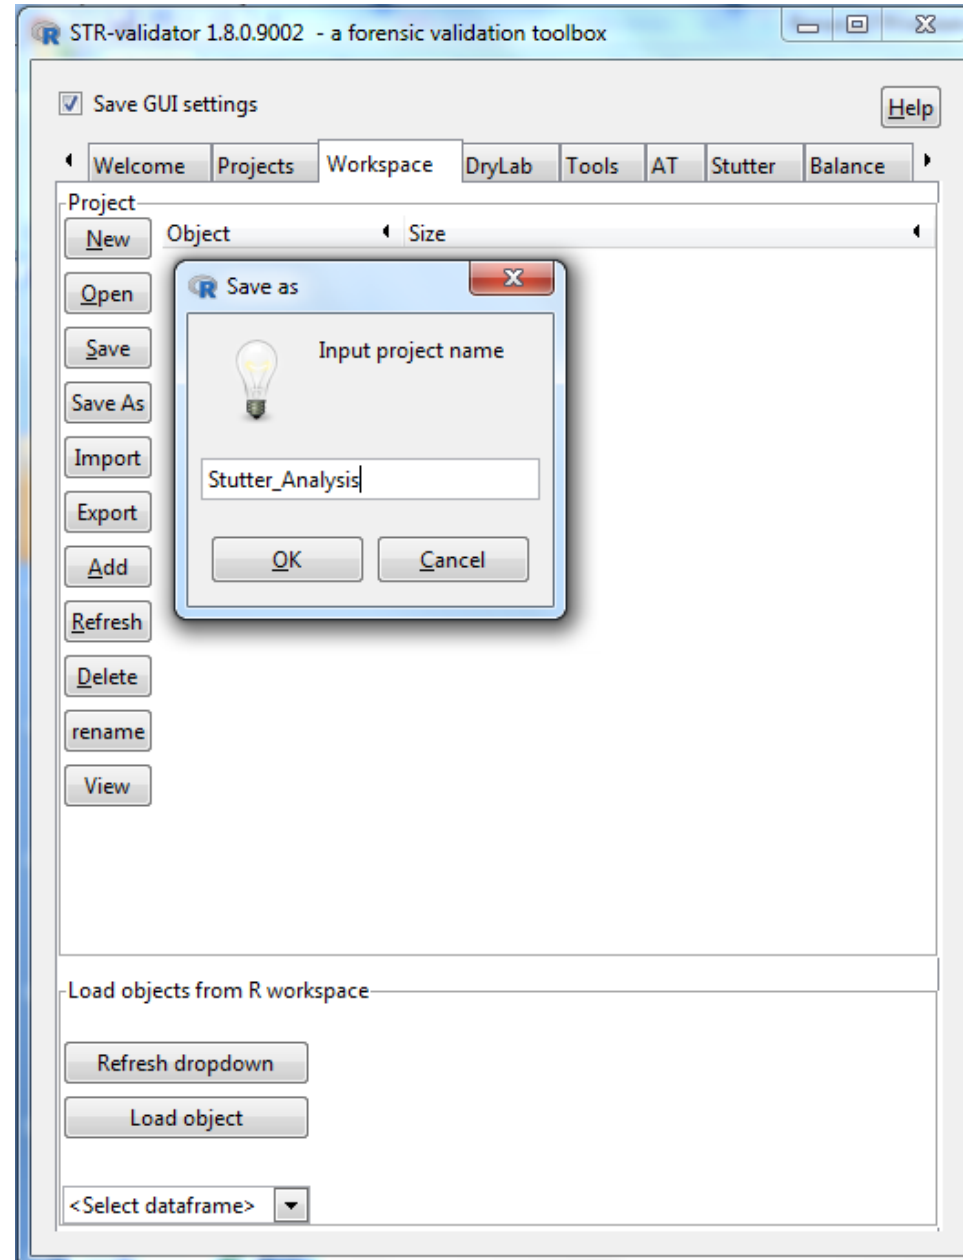 STR-validator 1.8.0.9002 - a forensic validation toolbox
Save GUI settings
Help
Welcome Projects Workspace DryLab Tools AT Stutter Balance
Project
New
Object Size
Open
Save
Save As
Import
Export
Add
Refresh
Delete
rename
View
Save as
Input project name
Stutter_Analysis
OK Cancel
Load objects from R workspace
Refresh dropdown
Load object
<Select dataframe>